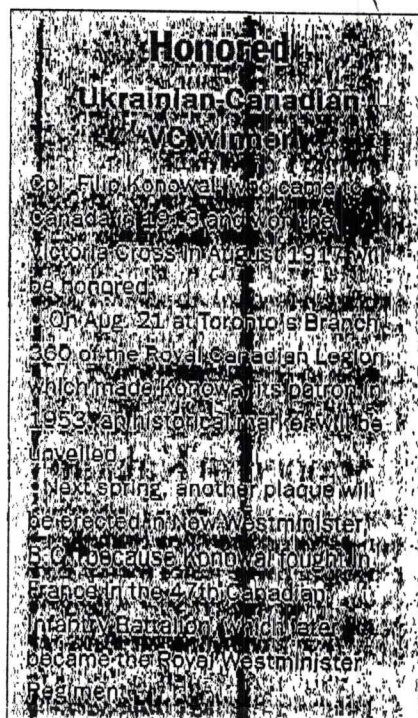 Honored
Ukrainian-Canadian
VC winner
Cpl. Filip Konowal, who came to
Canada in 1913 and won the
Victoria Cross in August 1917, will
be honored.
On Aug. 21 at Toronto's Branch
360 of the Royal Canadian Legion
which made Konowal its patron in
1953, an historical marker will be
unveiled.
Next spring, another plaque will
be erected in New Westminister,
B.C., because Konowal fought in
France in the 47th Canadian
Infantry Battalion, which later
became the Royal Westminister
Regiment.